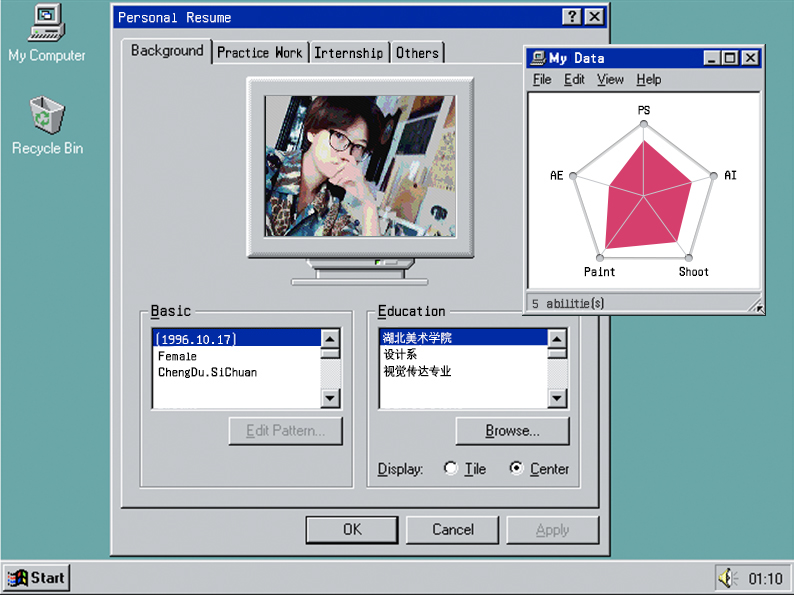 My Computer
Recycle Bin
Personal Resume
Background
Practice Work
Internship
Others
My Data
File Edit View Help
PS
AE
AI
Paint
Shoot
5 abilitie(s)
Basic
(1996.10.17)
Female
ChengDu.SiChuan
Edit Pattern...
Education
湖北美术学院
设计系
视觉传达专业
Browse...
Display: Tile Center
OK
Cancel
Apply
Start
01:10